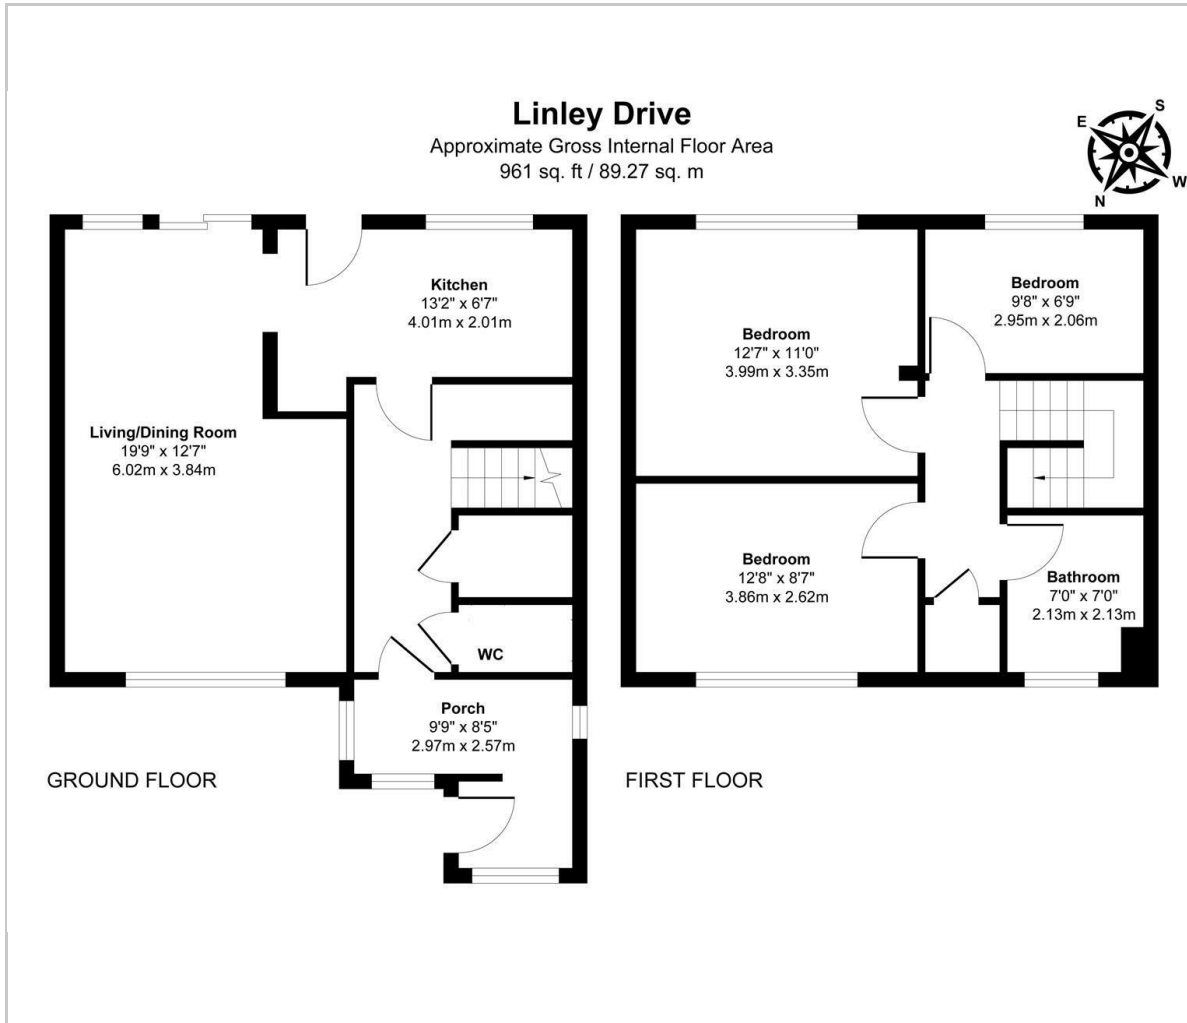 Linley Drive
Approximate Gross Internal Floor Area
961 sq. ft / 89.27 sq. m
S
E
W
N
Kitchen
13'2" x 6'7"
4.01m x 2.01m
Living/Dining Room
19'9" x 12'7"
6.02m x 3.84m
WC
Porch
9'9" x 8'5"
2.97m x 2.57m
GROUND FLOOR
Bedroom
9'8" x 6'9"
2.95m x 2.06m
Bedroom
12'7" x 11'0"
3.99m x 3.35m
Bedroom
12'8" x 8'7"
3.86m x 2.62m
Bathroom
7'0" x 7'0"
2.13m x 2.13m
FIRST FLOOR